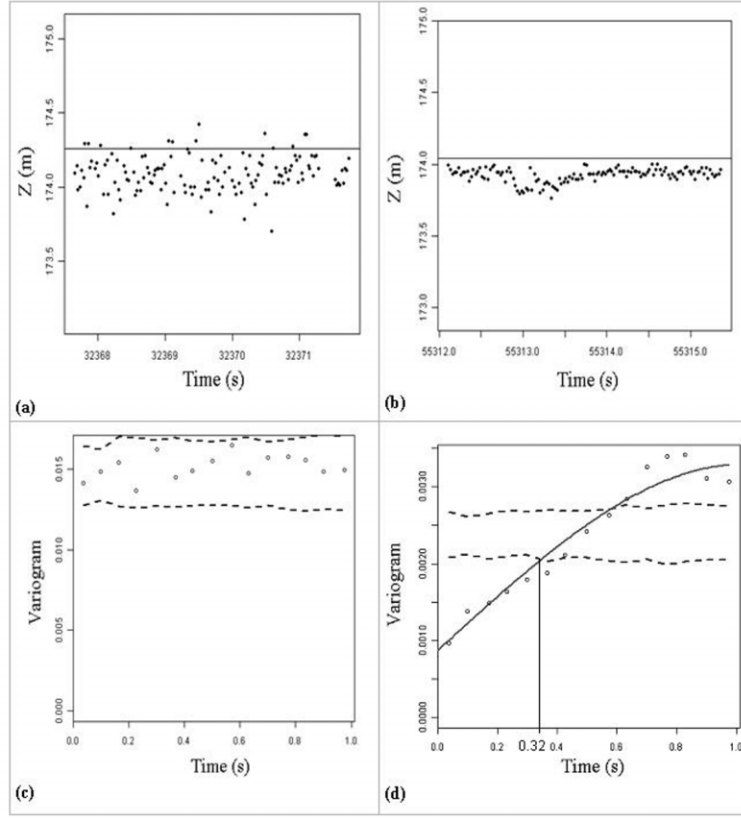 175.0
174.5
174.0
173.5
Z (m)
32368 32369 32370 32371
Time (s)
(a)
175.0
174.5
174.0
173.5
173.0
Z (m)
55312.0 55313.0 55314.0 55315.0
Time (s)
(b)
0.015
0.010
0.005
0.000
Variogram
0.0 0.2 0.4 0.6 0.8 1.0
Time (s)
(c)
0.0030
0.0020
0.0010
0.0000
Variogram
0.0 0.32 0.4 0.6 0.8 1.0
Time (s)
(d)